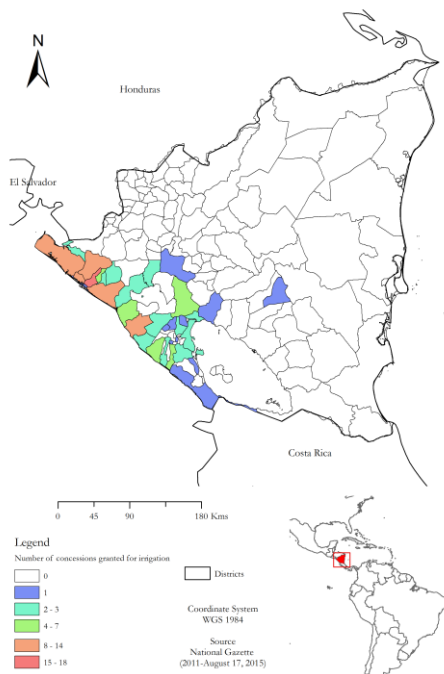 N
Honduras
El Salvador
Costa Rica
0 45 90 180 Kms
Legend
Number of concessions granted for irrigation
0
1
2 - 3
4 - 7
8 - 14
15 - 18
Districts
Coordinate System
WGS 1984
Source
National Gazette
(2011-August 17, 2015)